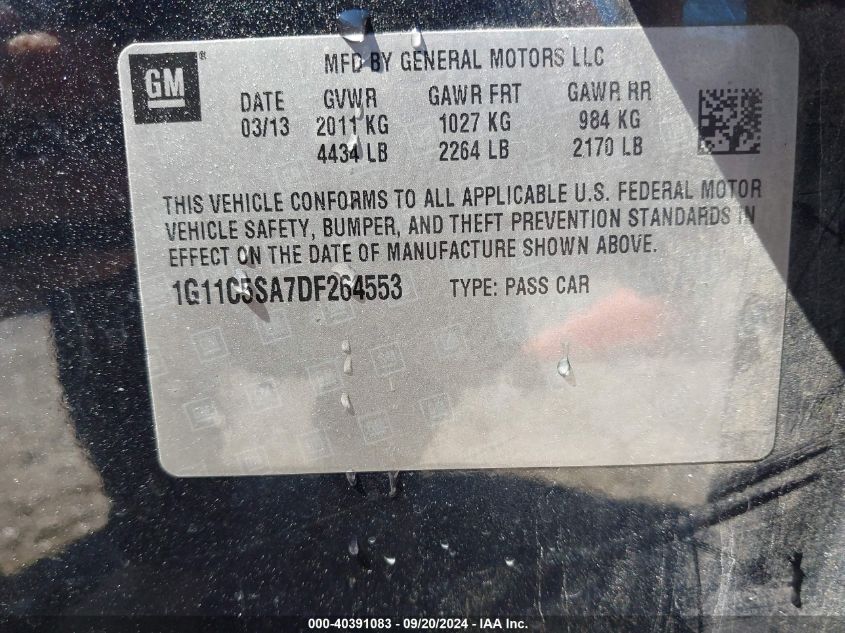 GM®
MFD BY GENERAL MOTORS LLC
DATE GVWR GAWR FRT GAWR RR
03/13 2011 KG 1027 KG 984 KG
4434 LB 2264 LB 2170 LB
THIS VEHICLE CONFORMS TO ALL APPLICABLE U.S. FEDERAL MOTOR
VEHICLE SAFETY, BUMPER, AND THEFT PREVENTION STANDARDS IN
EFFECT ON THE DATE OF MANUFACTURE SHOWN ABOVE.
1G11C5SA7DF264553 TYPE: PASS CAR
000-40391083 - 09/20/2024 - IAA Inc.